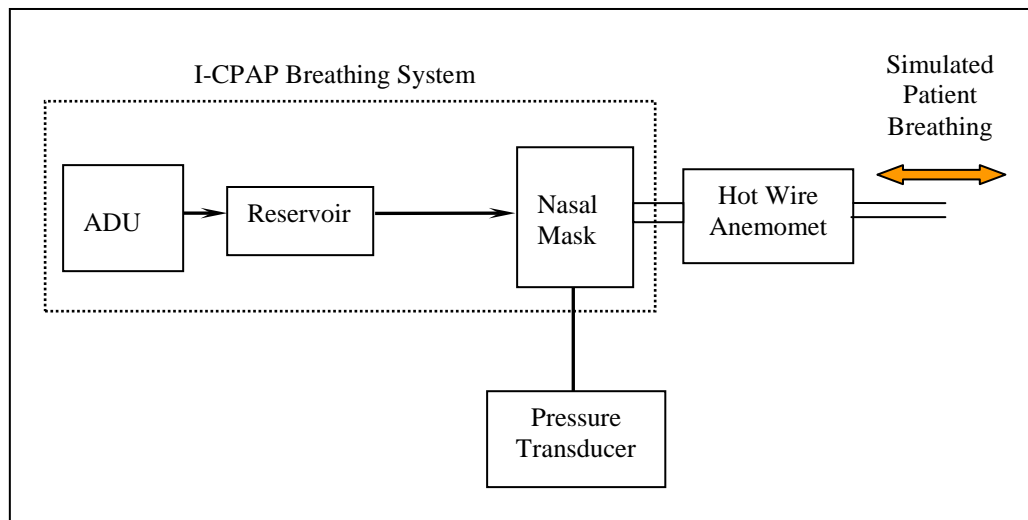 I-CPAP Breathing System
Simulated
Patient
Breathing
ADU
Reservoir
Nasal
Mask
Hot Wire
Anemomet
Pressure
Transducer